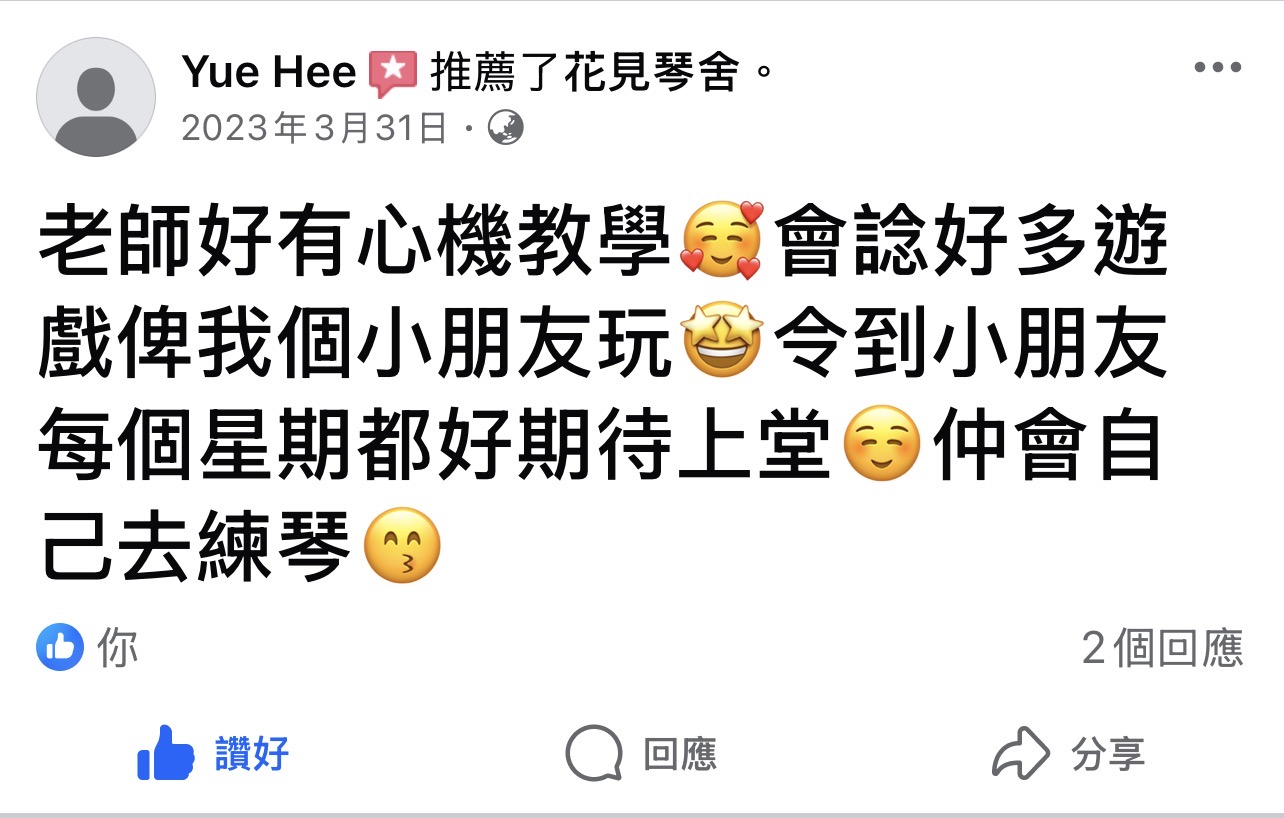 Yue Hee 推薦了花見琴舍。
2023年3月31日 ·
老師好有心機教學🥰會諗好多遊
戲俾我個小朋友玩🤩令到小朋友
每個星期都好期待上堂☺️仲會自
己去練琴😙
你
2個回應
讚好
回應
分享